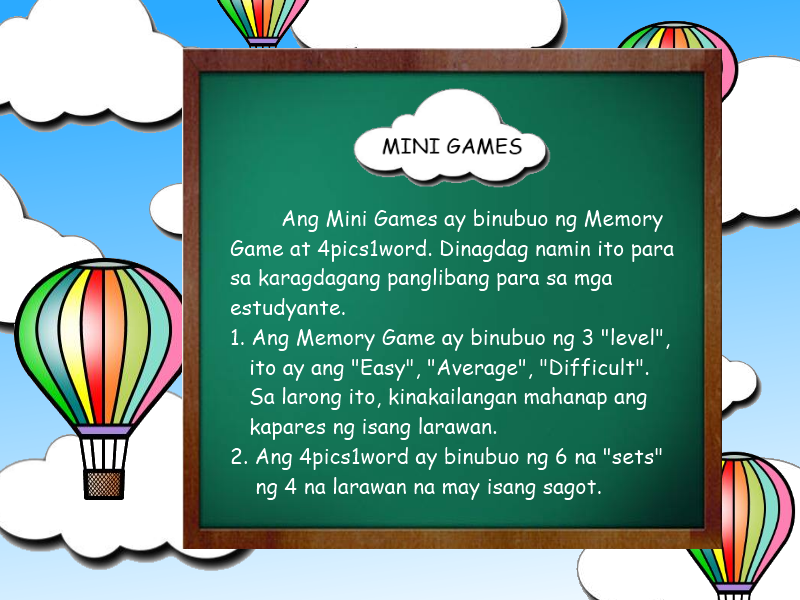 MINI GAMES
Ang Mini Games ay binubuo ng Memory
Game at 4pics1word. Dinagdag namin ito para
sa karagdagang panglibang para sa mga
estudyante.
1. Ang Memory Game ay binubuo ng 3 "level",
ito ay ang "Easy", "Average", "Difficult".
Sa larong ito, kinakailangan mahanap ang
kapares ng isang larawan.
2. Ang 4pics1word ay binubuo ng 6 na "sets"
ng 4 na larawan na may isang sagot.